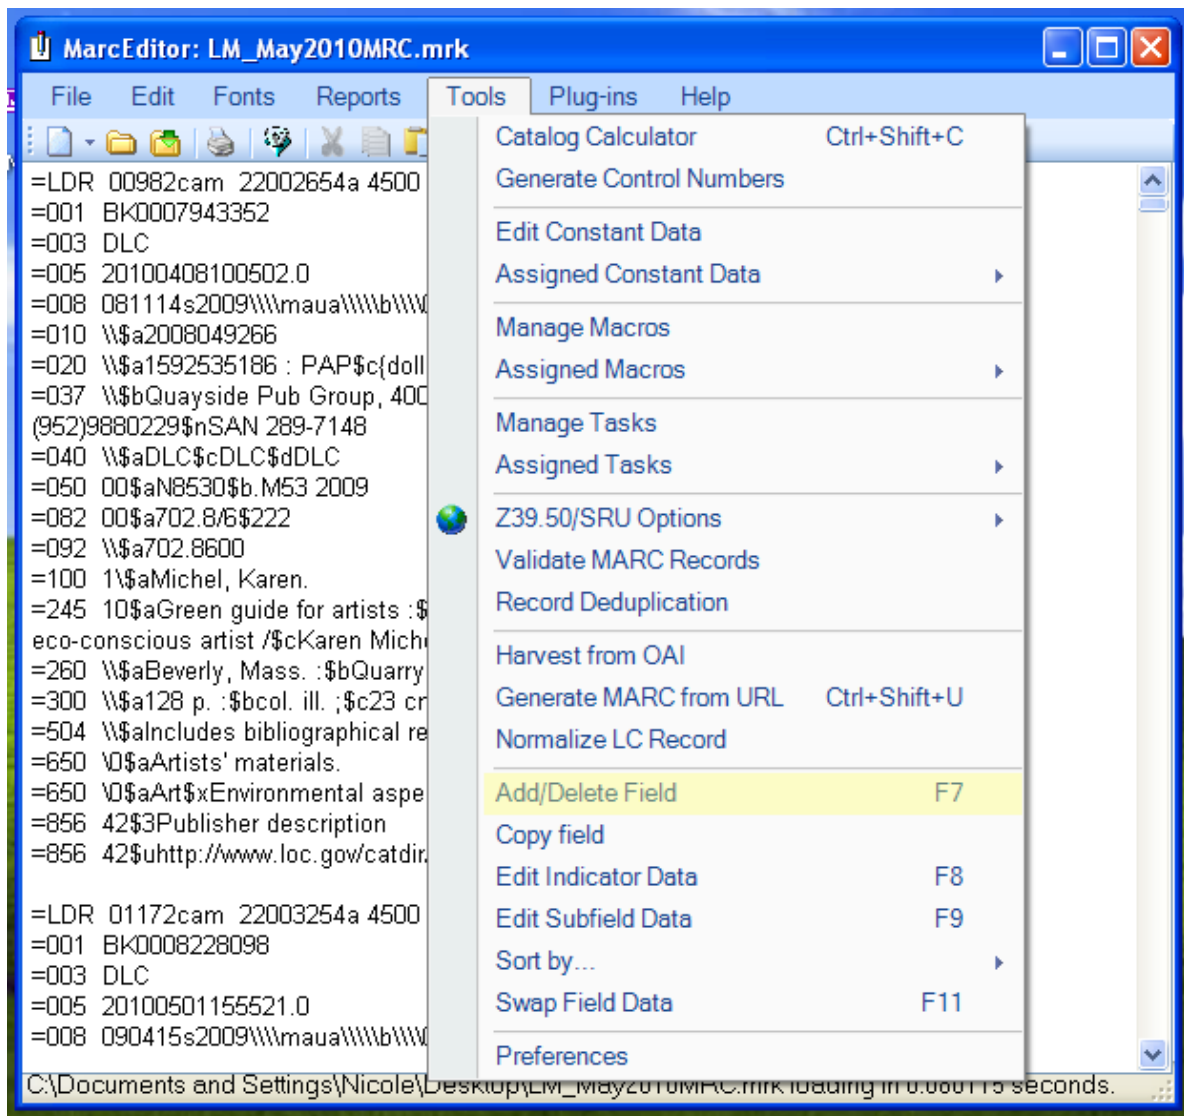 MarcEditor: LM_May2010MRC.mrk
File Edit Fonts Reports Tools Plug-ins Help
=LDR 00982cam 22002654a 4500
=001 BK0007943352
=003 DLC
=005 20100408100502.0
=008 081114s2009\\\\maua\\\\\b\\\\
=010 \\$a2008049266
=020 \\$a1592535186 : PAP$c{doll
=037 \\$bQuayside Pub Group, 400
(952)9880229$nSAN 289-7148
=040 \\$aDLC$cDLC$dDLC
=050 00$aN8530$b.M53 2009
=082 00$a702.8/6$222
=092 \\$a702.8600
=100 1\$aMichel, Karen.
=245 10$aGreen guide for artists :$
eco-conscious artist /$cKaren Mich
=260 \\$aBeverly, Mass. :$bQuarry
=300 \\$a128 p. :$bcol. ill. ;$c23 cm
=504 \\$aIncludes bibliographical re
=650 \0$aArtists' materials.
=650 \0$aArt$xEnvironmental aspe
=856 42$3Publisher description
=856 42$uhttp://www.loc.gov/catdir
=LDR 01172cam 22003254a 4500
=001 BK0008228098
=003 DLC
=005 20100501155521.0
=008 090415s2009\\\\maua\\\\\b\\\\
Catalog Calculator Ctrl+Shift+C
Generate Control Numbers
Edit Constant Data
Assigned Constant Data
Manage Macros
Assigned Macros
Manage Tasks
Assigned Tasks
Z39.50/SRU Options
Validate MARC Records
Record Deduplication
Harvest from OAI
Generate MARC from URL Ctrl+Shift+U
Normalize LC Record
Add/Delete Field F7
Copy field
Edit Indicator Data F8
Edit Subfield Data F9
Sort by...
Swap Field Data F11
Preferences
C:\Documents and Settings\Nicole\Desktop\LM_May2010MRC.mrk loading in 0.060115 seconds.